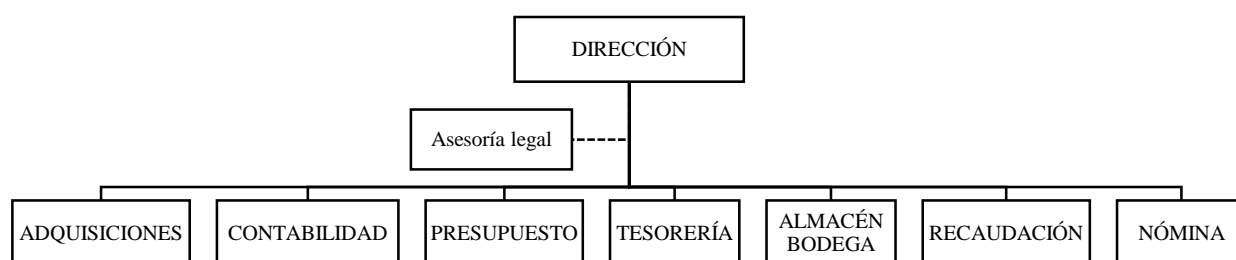 DIRECCIÓN
Asesoría legal
ADQUISICIONES
CONTABILIDAD
PRESUPUESTO
TESORERÍA
ALMACÉN
BODEGA
RECAUDACIÓN
NÓMINA